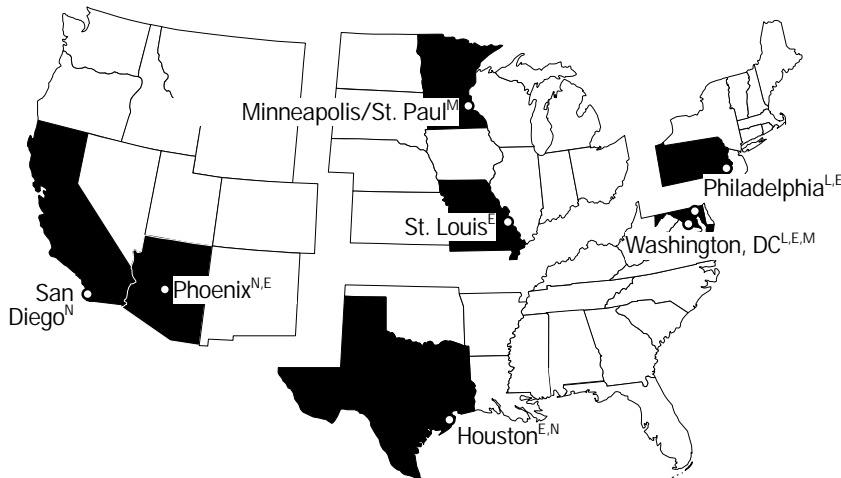 Minneapolis/St. Paul^M
Philadelphia^L,E
St. Louis^E
Washington, DC^L,E,M
San
Diego^N
Phoenix^N,E
Houston^E,N